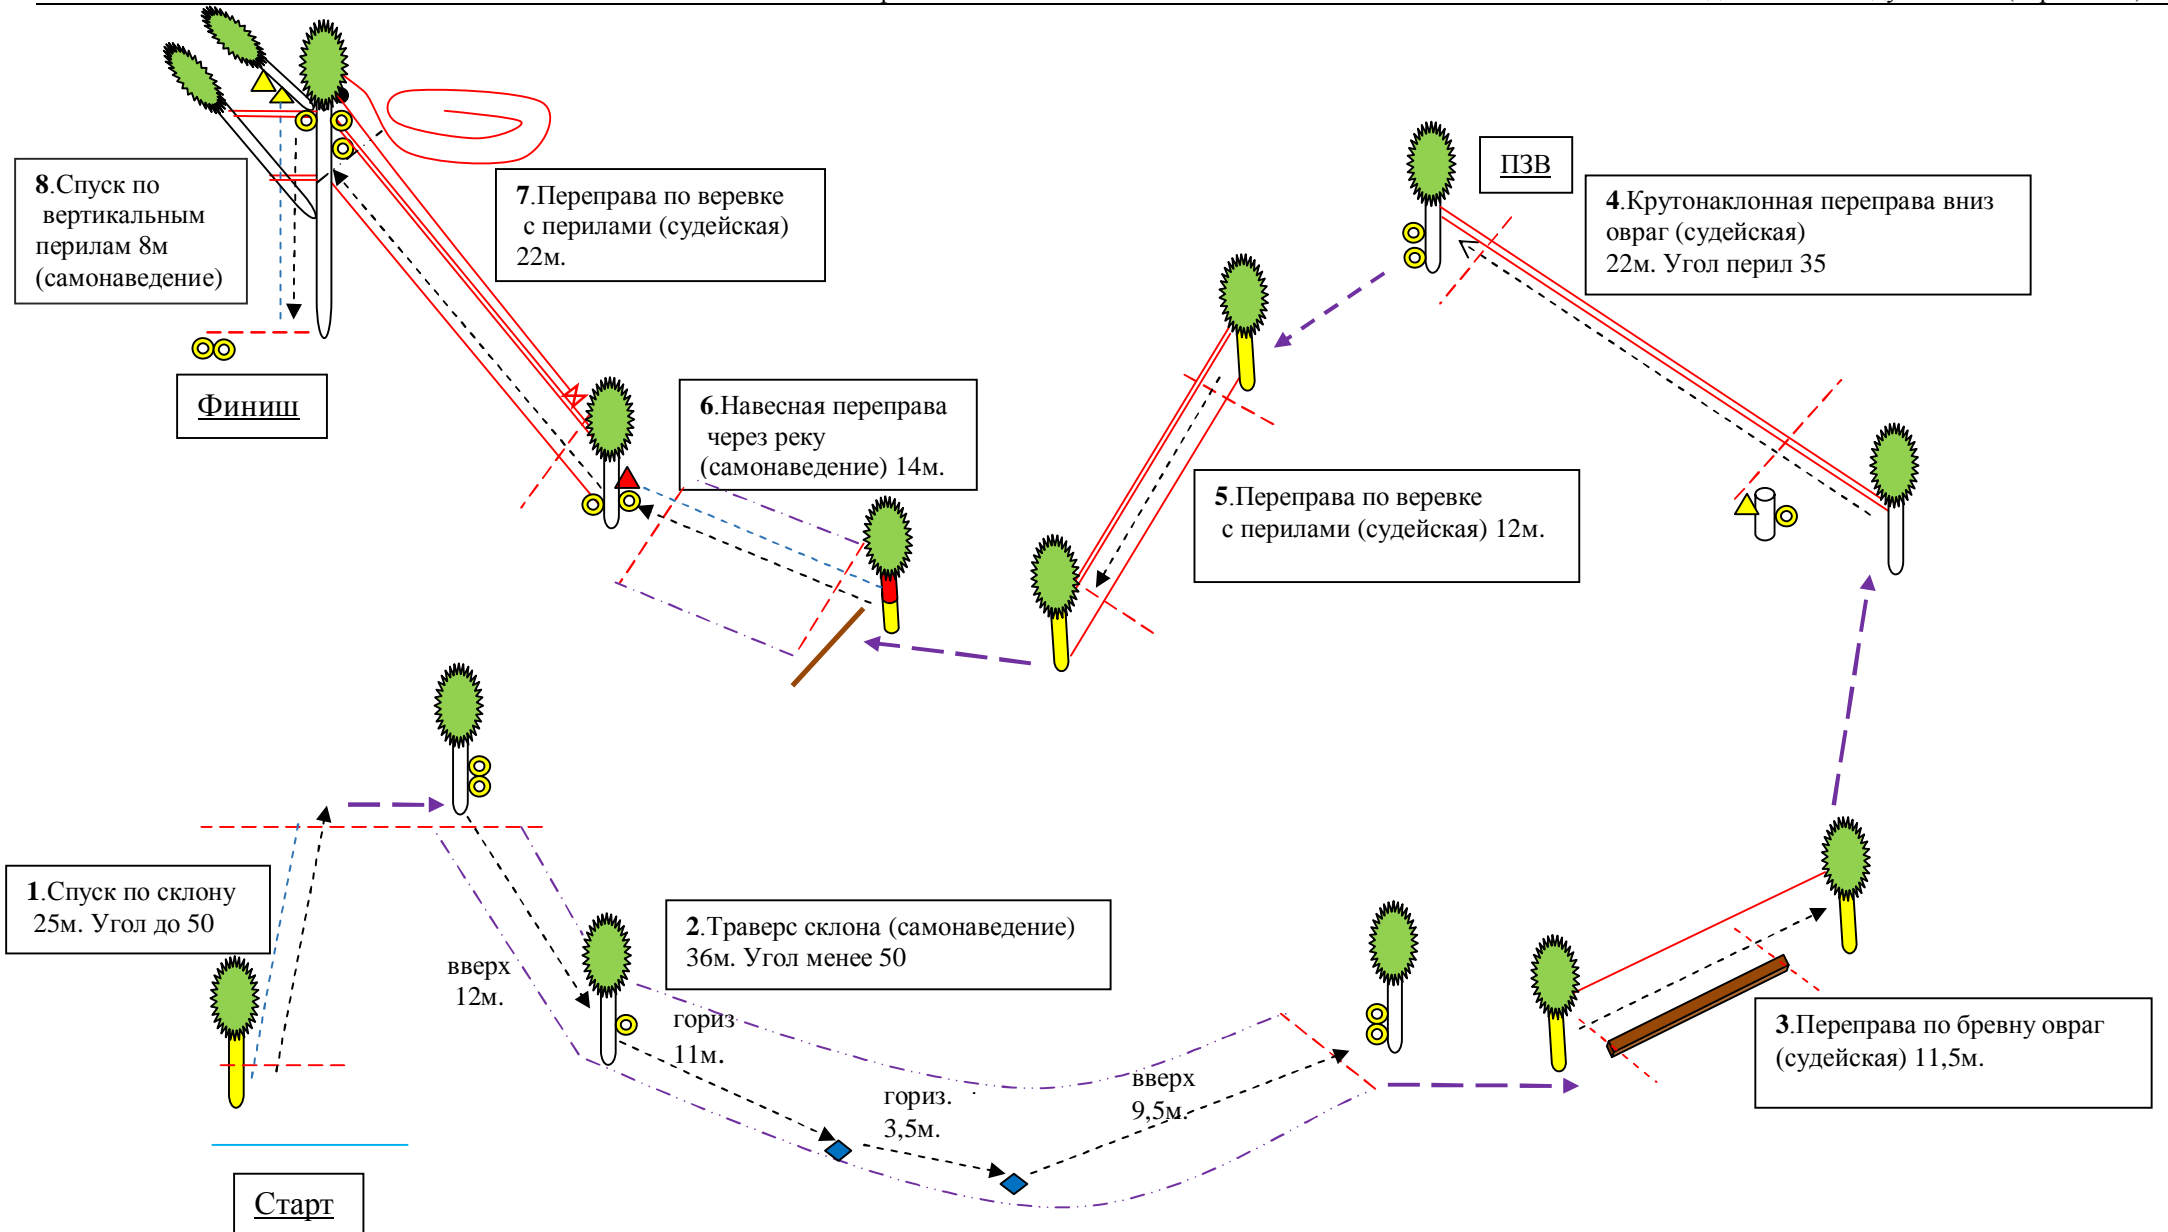 8.Спуск по
вертикальным
перилам 8м
(самонаведение)
Финиш
7.Переправа по веревке
с перилами (судейская)
22м.
6.Навесная переправа
через реку
(самонаведение) 14м.
ПЗВ
4.Крутонаклонная переправа вниз
овраг (судейская)
22м. Угол перил 35
5.Переправа по веревке
с перилами (судейская) 12м.
1.Спуск по склону
25м. Угол до 50
вверх
12м.
2.Траверс склона (самонаведение)
36м. Угол менее 50
гориз
11м.
гориз.
3,5м.
вверх
9,5м.
3.Переправа по бревну овраг
(судейская) 11,5м.
Старт